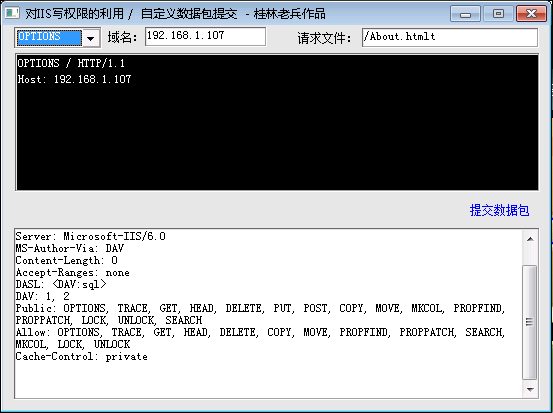 对IIS写权限的利用 / 自定义数据包提交 - 桂林老兵作品
OPTIONS 域名: 192.168.1.107 请求文件: /About.htmlt
OPTIONS / HTTP/1.1
Host: 192.168.1.107
提交数据包
Server: Microsoft-IIS/6.0
MS-Author-Via: DAV
Content-Length: 0
Accept-Ranges: none
DASL: <DAV:sql>
DAV: 1, 2
Public: OPTIONS, TRACE, GET, HEAD, DELETE, PUT, POST, COPY, MOVE, MKCOL, PROPFIND,
PROPPATCH, LOCK, UNLOCK, SEARCH
Allow: OPTIONS, TRACE, GET, HEAD, DELETE, COPY, MOVE, PROPFIND, PROPPATCH, SEARCH,
MKCOL, LOCK, UNLOCK
Cache-Control: private